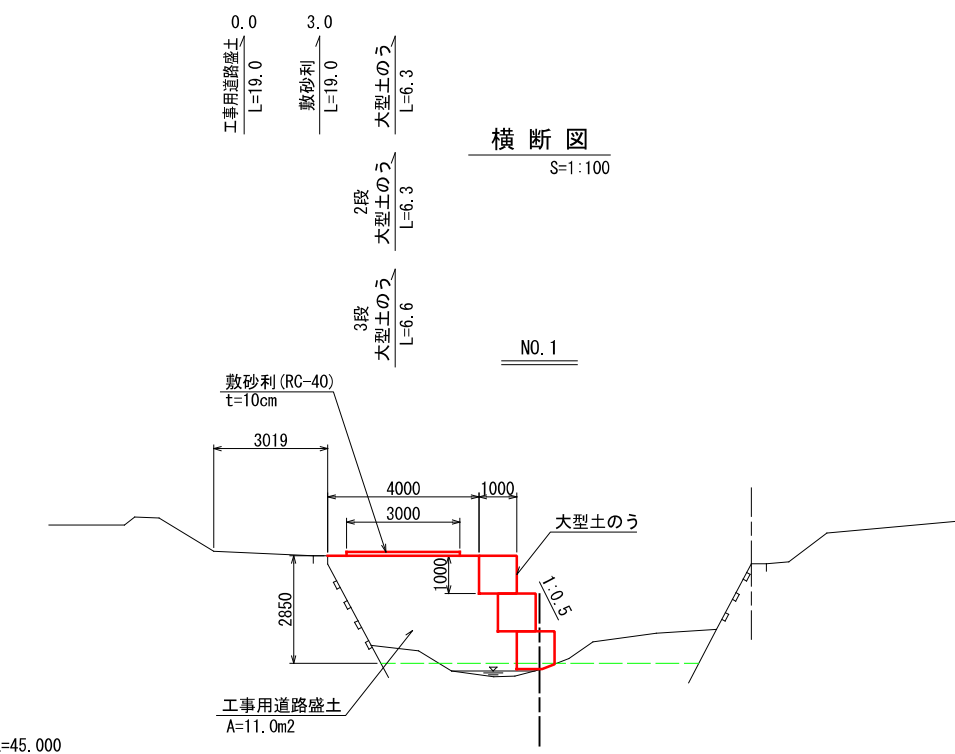 0.0
工事用道路盛土
L=19.0
3.0
敷砂利
L=19.0
大型土のう
L=6.3
横断図
S=1:100
2段
大型土のう
L=6.3
3段
大型土のう
L=6.6
NO.1
敷砂利(RC-40)
t=10cm
3019
4000
1000
3000
大型土のう
1000
1:0.5
2850
工事用道路盛土
A=11.0m2
=45.000